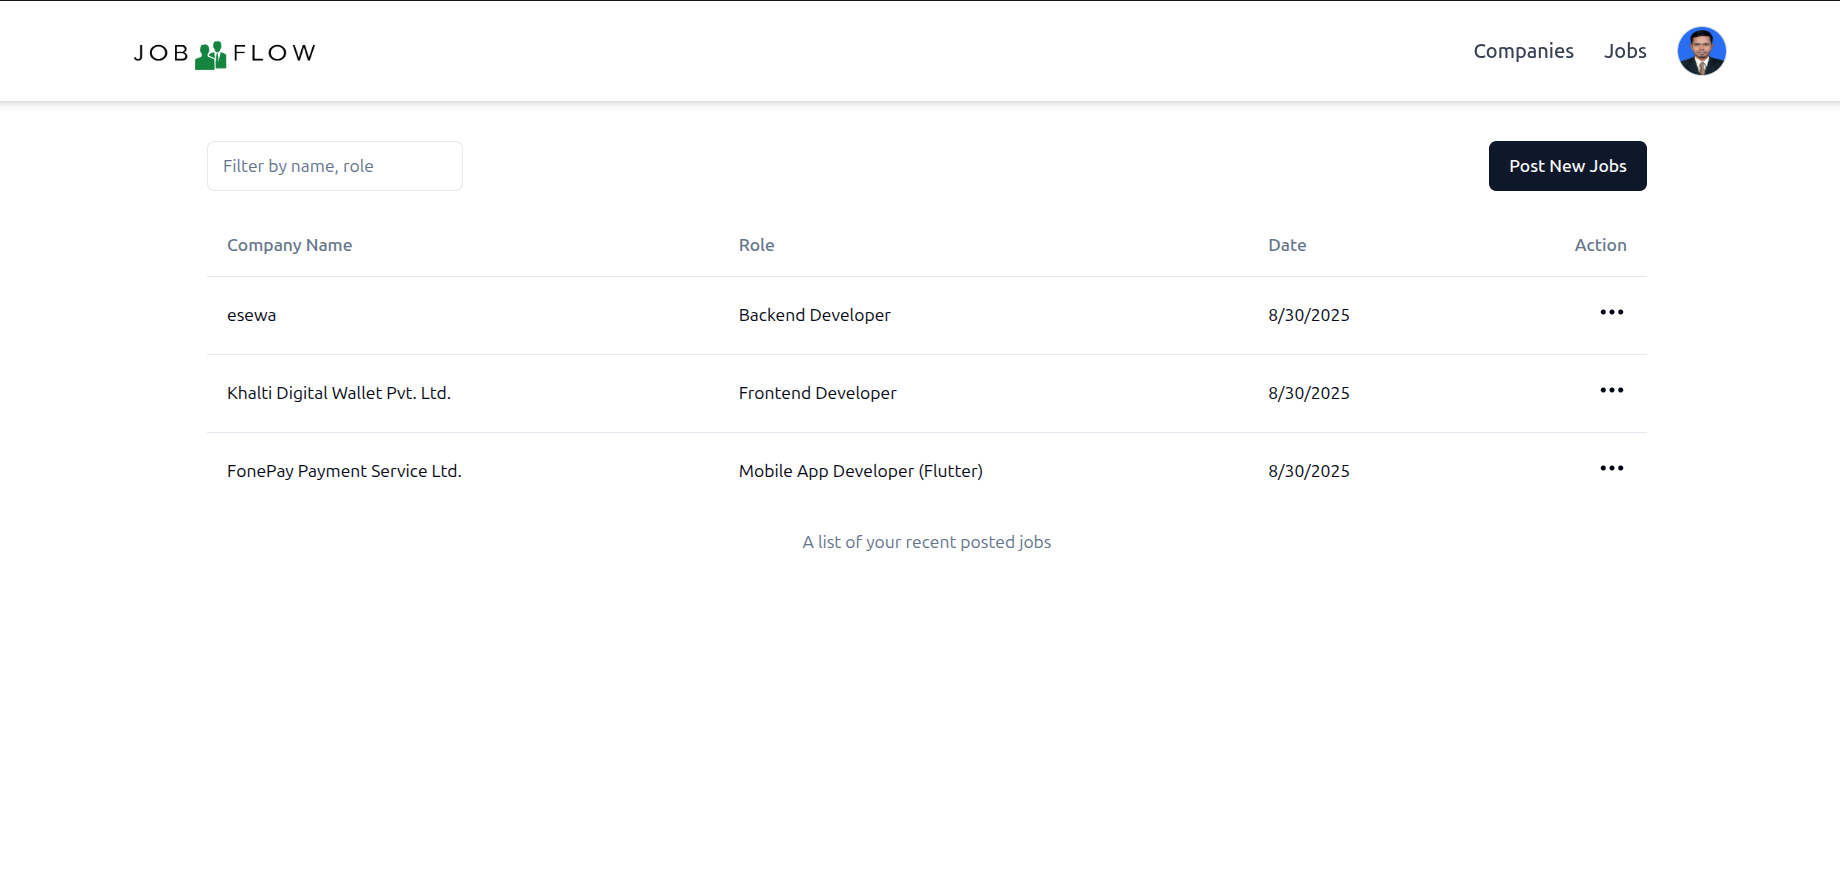 JOB FLOW
Companies Jobs
Filter by name, role
Post New Jobs
Company Name Role Date Action
esewa Backend Developer 8/30/2025
Khalti Digital Wallet Pvt. Ltd. Frontend Developer 8/30/2025
FonePay Payment Service Ltd. Mobile App Developer (Flutter) 8/30/2025
A list of your recent posted jobs